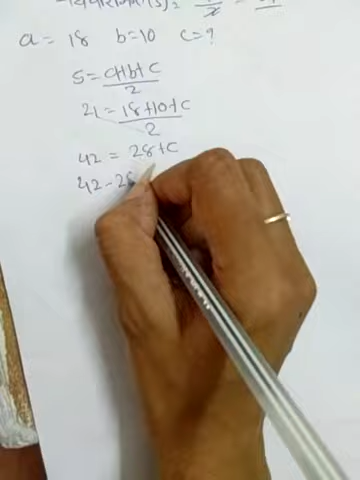 a = 18 b = 10 c = ?
S = a+b+c / 2
21 = 18+10+c / 2
42 = 28+c
42-28